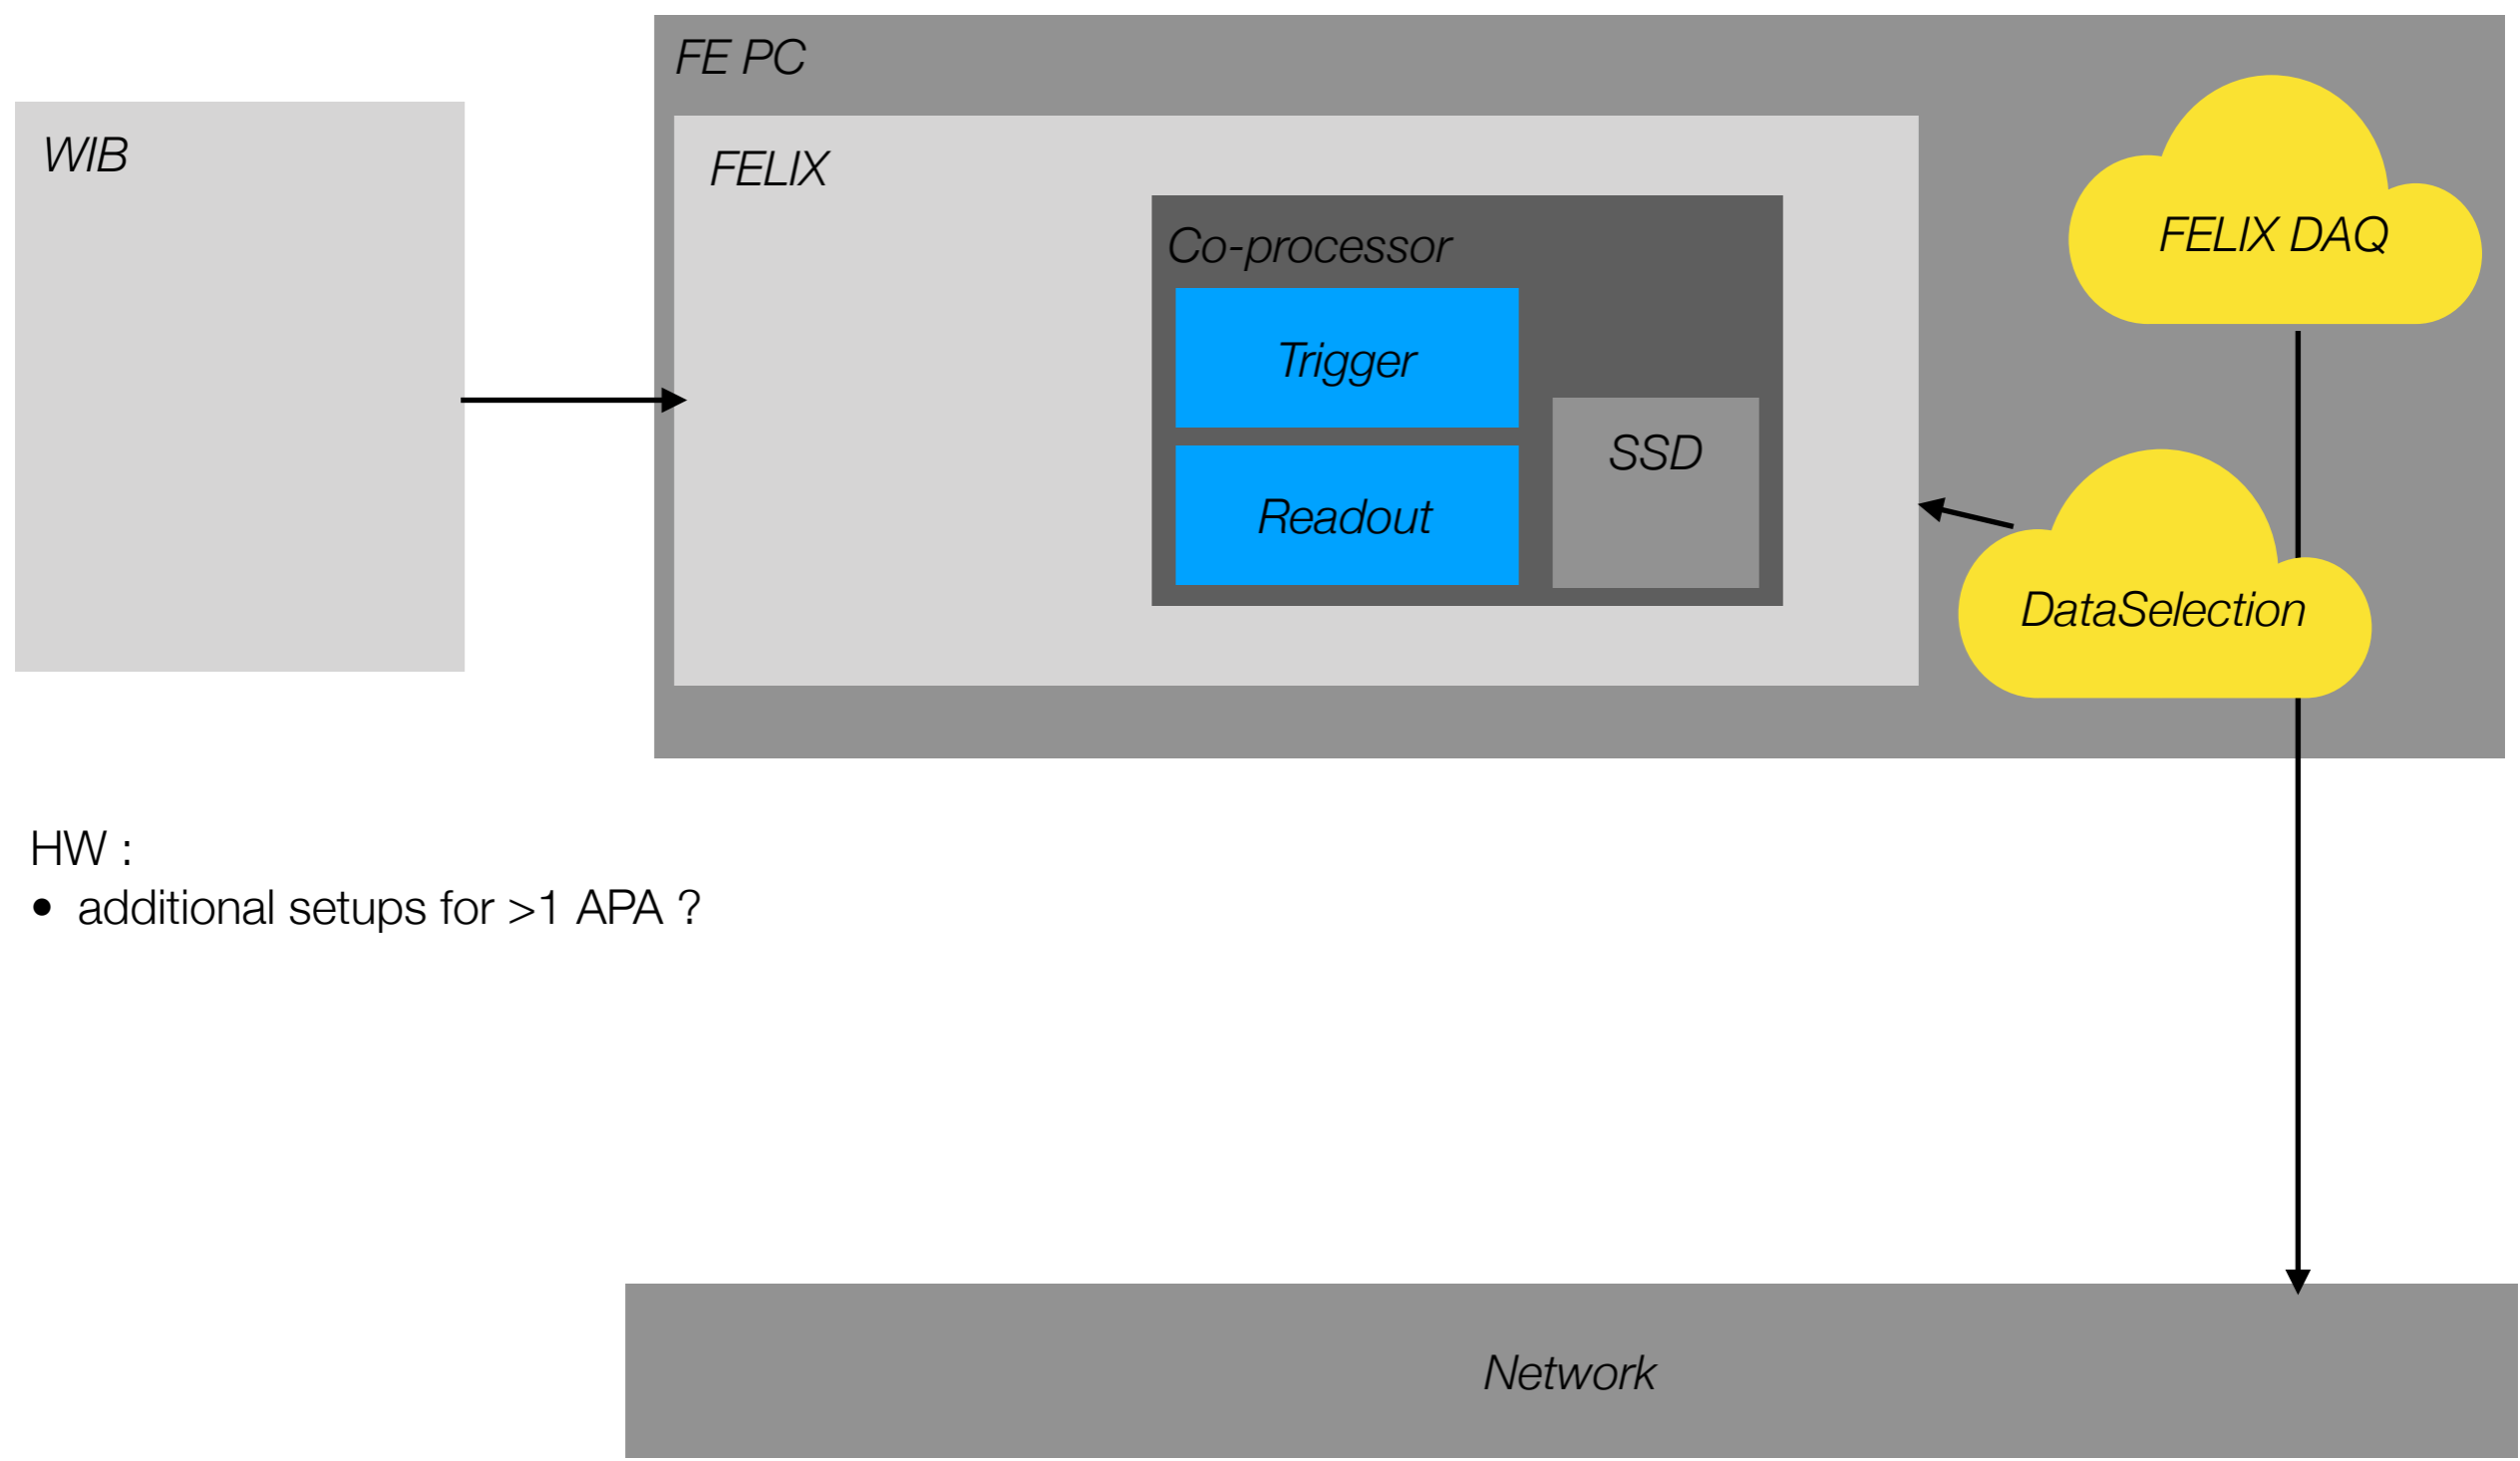 FE PC
WIB
FELIX
Co-processor
FELIX DAQ
Trigger
SSD
Readout
DataSelection
HW :
• additional setups for >1 APA ?
Network